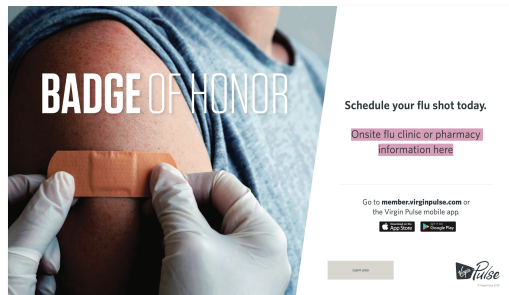 BADGE OF HONOR
Schedule your flu shot today.
Onsite flu clinic or pharmacy
information here
Go to member.virginpulse.com or
the Virgin Pulse mobile app.
App Store
Google Play
Virgin Pulse